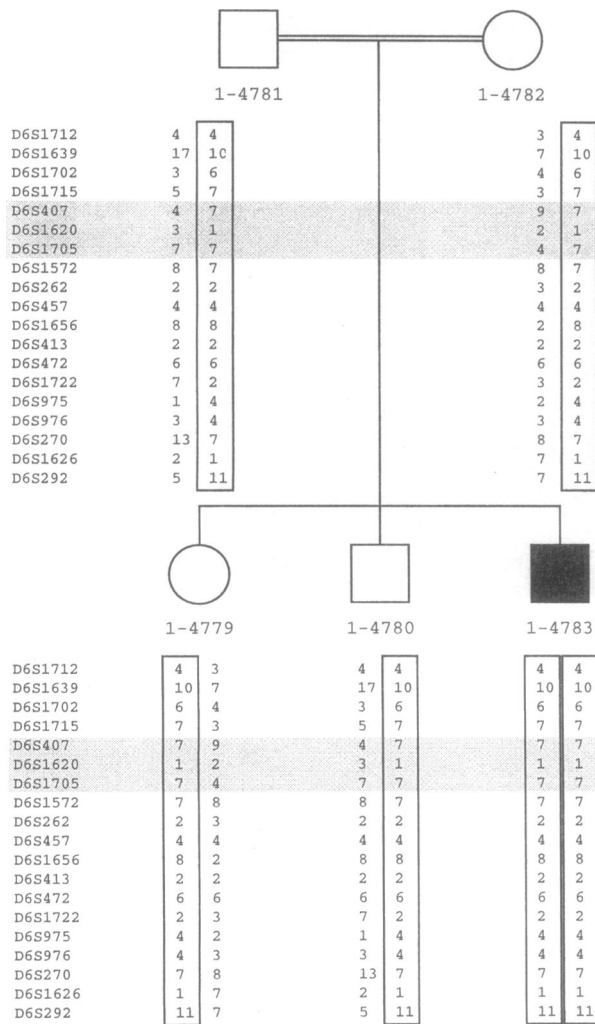 1-4781 1-4782
D6S1712 4 4 3 4
D6S1639 17 10 7 10
D6S1702 3 6 4 6
D6S1715 5 7 3 7
D6S407 4 7 9 7
D6S1620 3 1 2 1
D6S1705 7 7 4 7
D6S1572 8 7 8 7
D6S262 2 2 3 2
D6S457 4 4 4 4
D6S1656 8 8 2 8
D6S413 2 2 2 2
D6S472 6 6 6 6
D6S1722 7 2 3 2
D6S975 1 4 2 4
D6S976 3 4 3 4
D6S270 13 7 8 7
D6S1626 2 1 7 1
D6S292 5 11 7 11
1-4779 1-4780 1-4783
D6S1712 4 3 4 4 4 4
D6S1639 10 7 17 10 10 10
D6S1702 6 4 3 6 6 6
D6S1715 7 3 5 7 7 7
D6S407 7 9 4 7 7 7
D6S1620 1 2 3 1 1 1
D6S1705 7 4 7 7 7 7
D6S1572 7 8 8 7 7 7
D6S262 2 3 2 2 2 2
D6S457 4 4 4 4 4 4
D6S1656 8 2 8 8 8 8
D6S413 2 2 2 2 2 2
D6S472 6 6 6 6 6 6
D6S1722 2 3 7 2 2 2
D6S975 4 2 1 4 4 4
D6S976 4 3 3 4 4 4
D6S270 7 8 13 7 7 7
D6S1626 1 7 2 1 1 1
D6S292 11 7 5 11 11 11